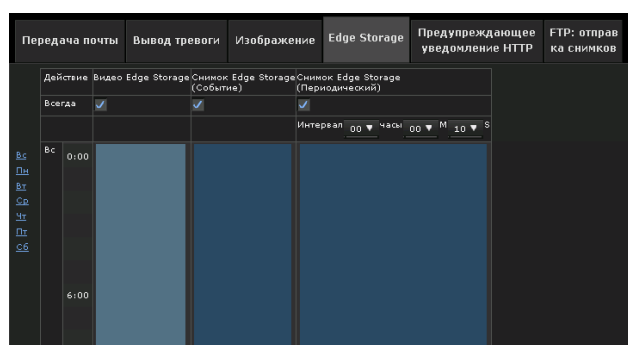 Передача почты Вывод тревоги Изображение Edge Storage Предупреждающее уведомление HTTP FTP: отправ ка снимков
Действие Видео Edge Storage Снимок Edge Storage (Событие) Снимок Edge Storage (Периодический)
Всегда
Интервал 00 ▼ часы 00 ▼ М 10 ▼ S
Вс 0:00
Вс
Пн
Вт
Ср
Чт
Пт
Сб
6:00